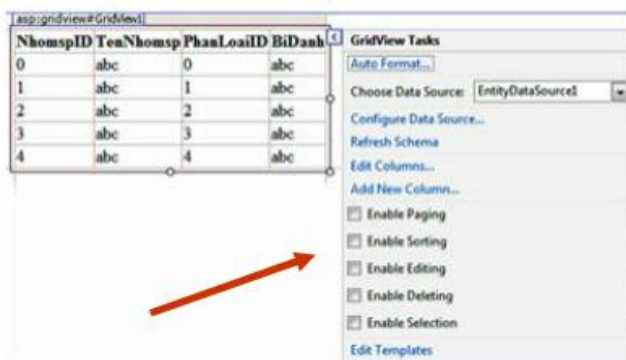 asp:gridview#GridView1
NhomspID TenNhomsp PhanLoaiID BiDanh
0 abc 0 abc
1 abc 1 abc
2 abc 2 abc
3 abc 3 abc
4 abc 4 abc
GridView Tasks
Auto Format...
Choose Data Source: EntityDataSource1
Configure Data Source...
Refresh Schema
Edit Columns...
Add New Column...
Enable Paging
Enable Sorting
Enable Editing
Enable Deleting
Enable Selection
Edit Templates